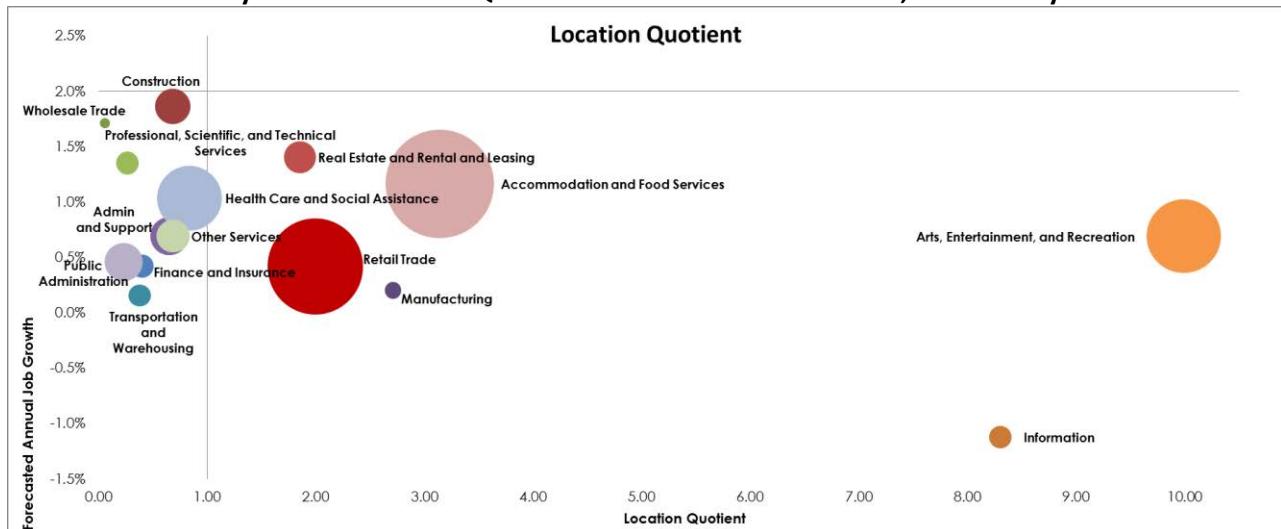 Location Quotient
2.5%
2.0%
1.5%
1.0%
0.5%
0.0%
-0.5%
-1.0%
-1.5%
Forecasted Annual Job Growth
Construction
Wholesale Trade
Professional, Scientific, and Technical
Services
Real Estate and Rental and Leasing
Accommodation and Food Services
Health Care and Social Assistance
Admin
and Support
Other Services
Arts, Entertainment, and Recreation
Retail Trade
Public
Administration
Finance and Insurance
Manufacturing
Transportation
and
Warehousing
Information
0.00 1.00 2.00 3.00 4.00 5.00 6.00 7.00 8.00 9.00 10.00
Location Quotient